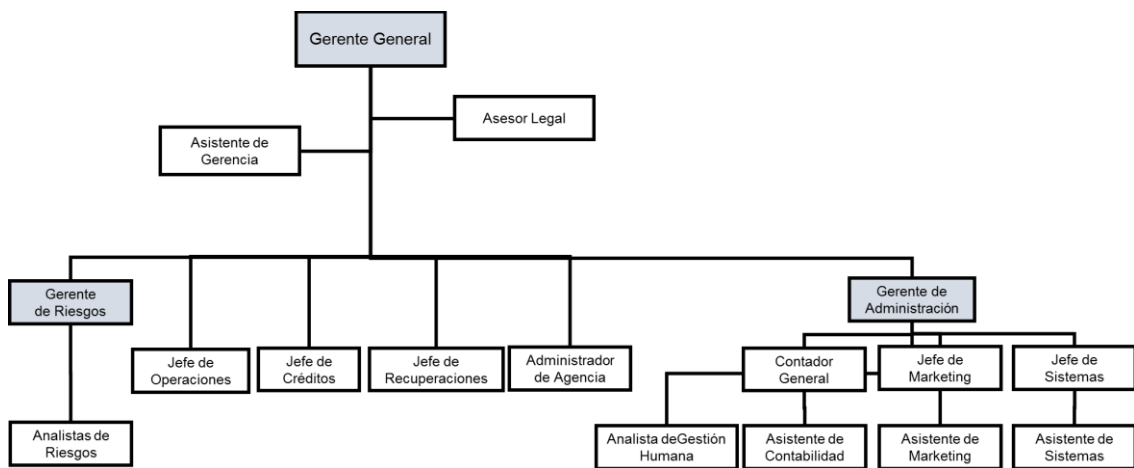 Gerente General
Asesor Legal
Asistente de
Gerencia
Gerente
de Riesgos
Gerente de
Administración
Jefe de
Operaciones
Jefe de
Créditos
Jefe de
Recuperaciones
Administrador
de Agencia
Contador
General
Jefe de
Marketing
Jefe de
Sistemas
Analistas de
Riesgos
Analista deGestión
Humana
Asistente de
Contabilidad
Asistente de
Marketing
Asistente de
Sistemas